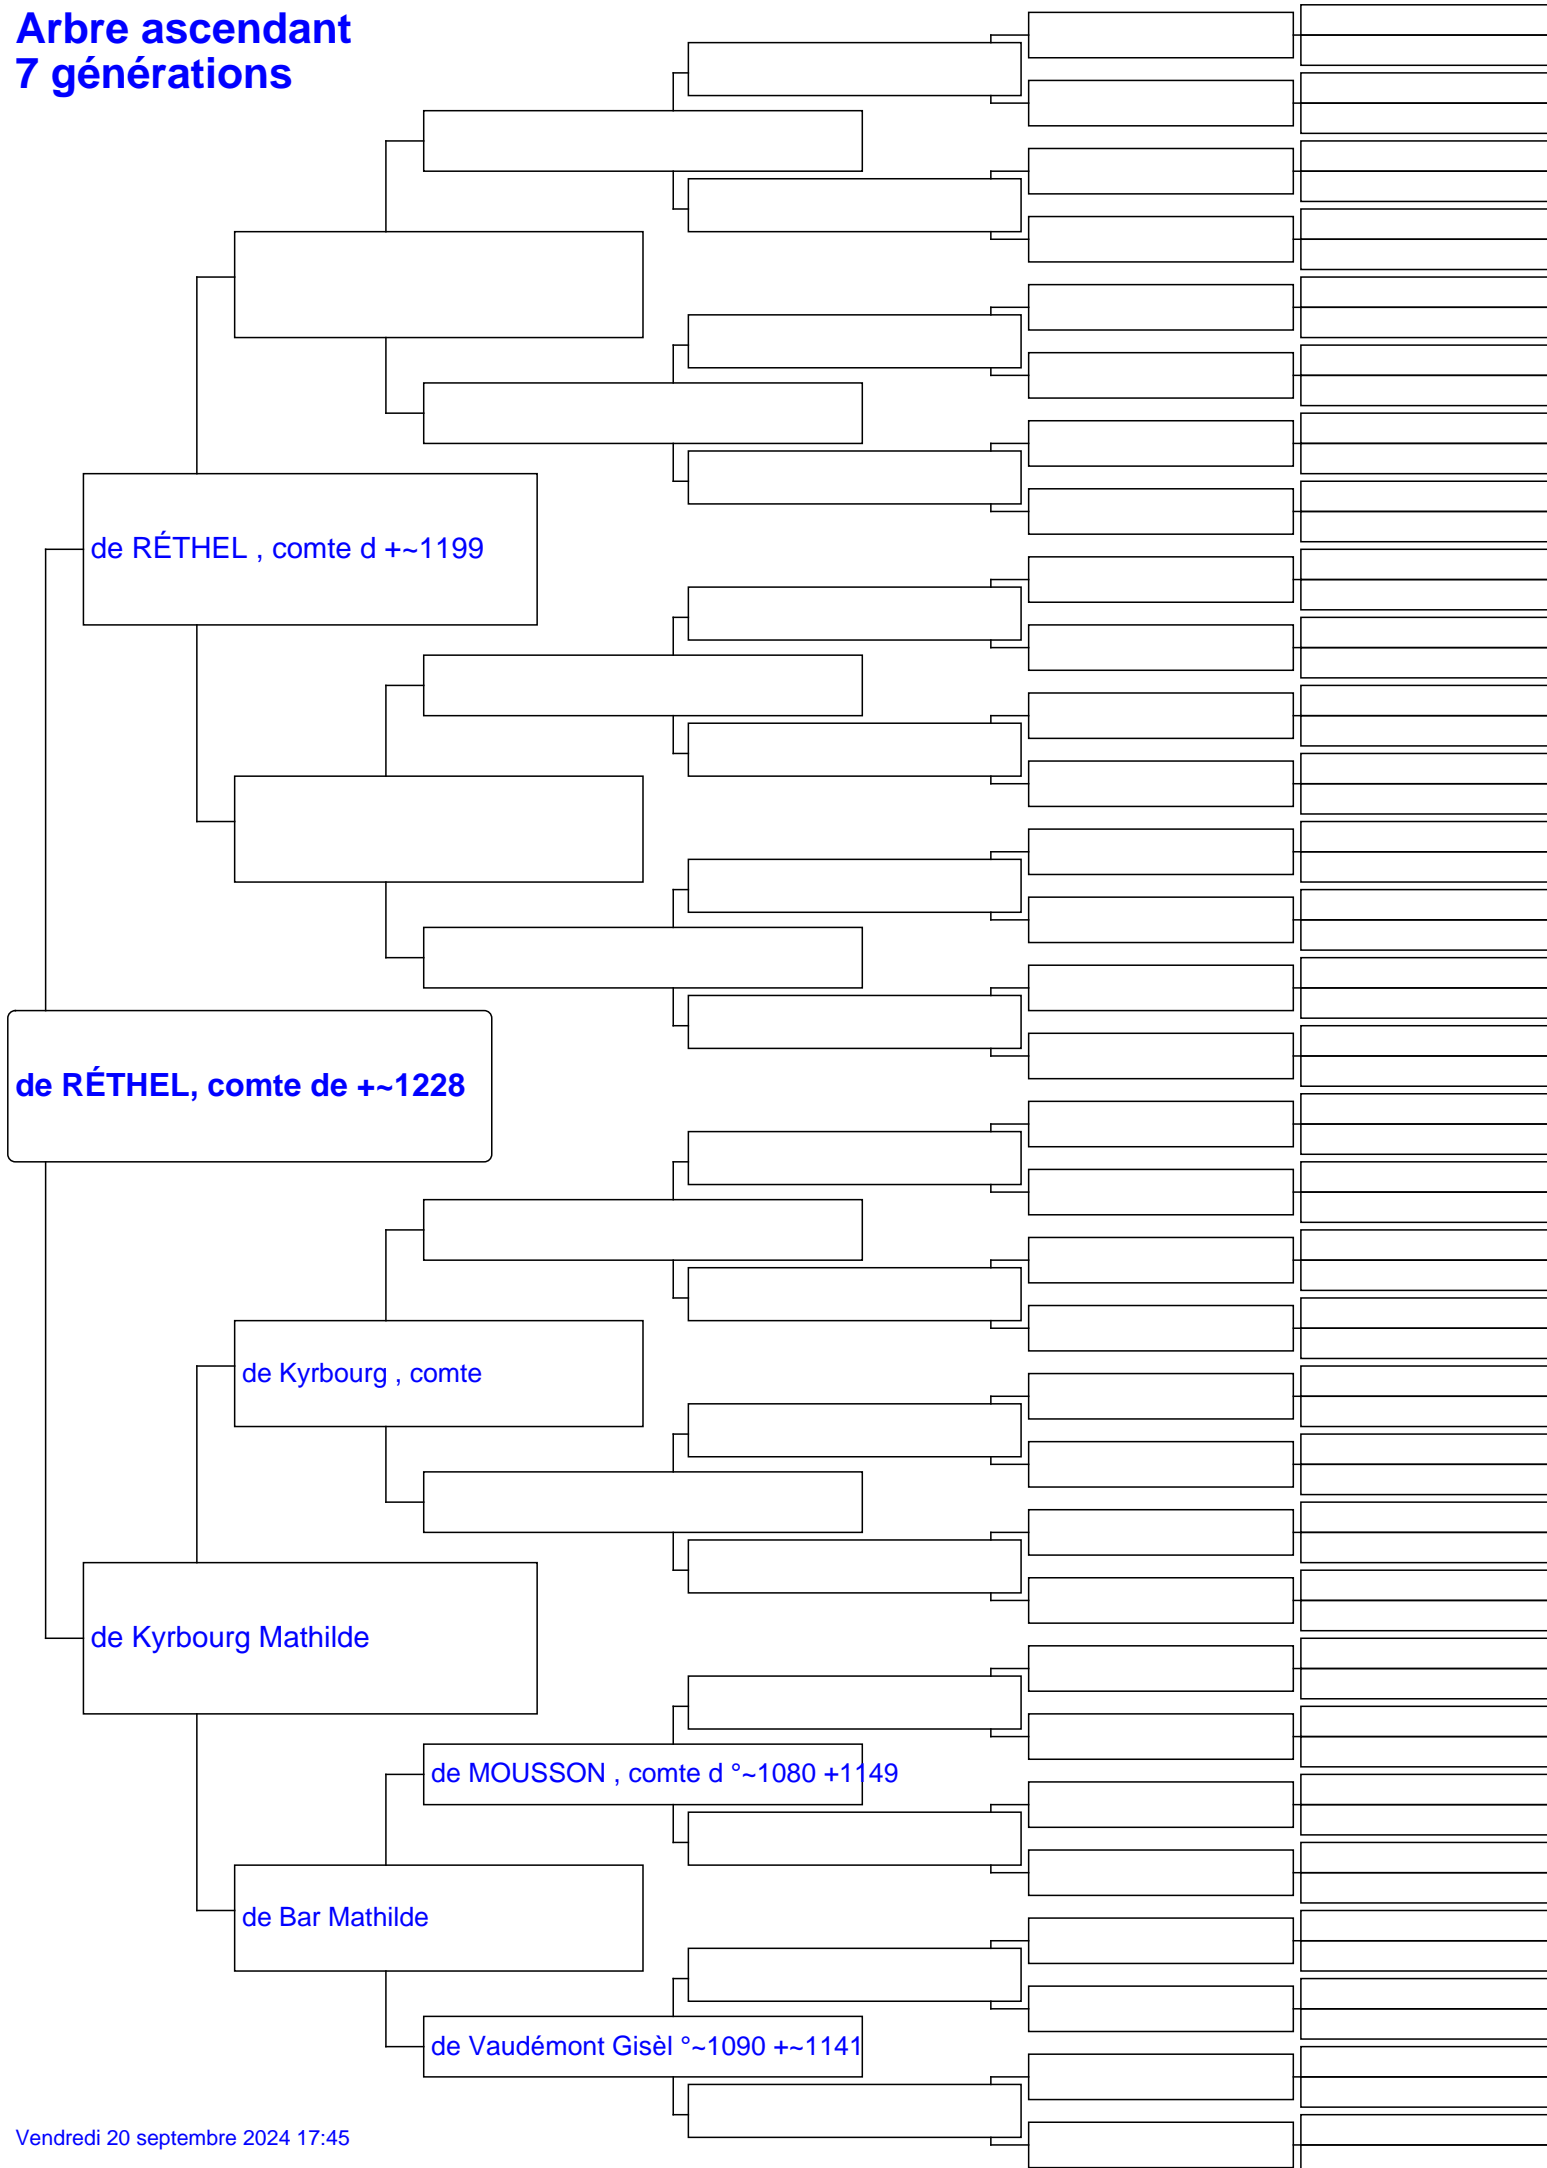 Arbre ascendant
7 générations
de RÉTHEL , comte d +~1199
de RÉTHEL, comte de +~1228
de Kyrbourg , comte
de Kyrbourg Mathilde
de MOUSSON , comte d °~1080 +1149
de Bar Mathilde
de Vaudémont Gisèl °~1090 +~1141
Vendredi 20 septembre 2024 17:45